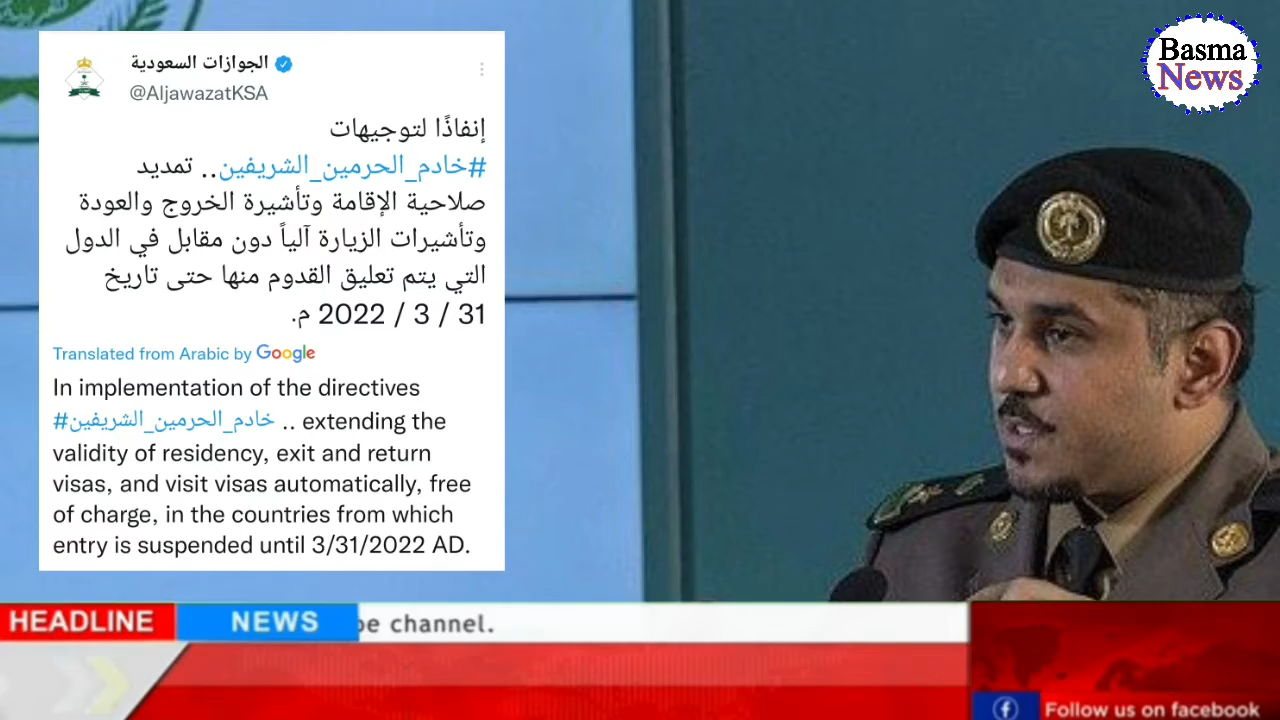 الجوازات السعودية
@AljawazatKSA
إنفاذًا لتوجيهات
#خادم_الحرمين_الشريفين.. تمديد
صلاحية الإقامة وتأشيرة الخروج والعودة
وتأشيرات الزيارة آلياً دون مقابل في الدول
التي يتم تعليق القدوم منها حتى تاريخ
31 / 3 / 2022 م.
Translated from Arabic by Google
In implementation of the directives
#خادم_الحرمين_الشريفين .. extending the
validity of residency, exit and return
visas, and visit visas automatically, free
of charge, in the countries from which
entry is suspended until 3/31/2022 AD.
Basma
News
HEADLINE NEWS channel.
Follow us on facebook